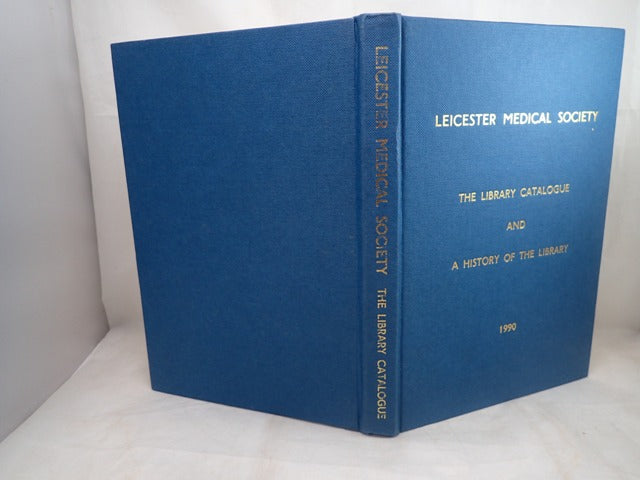 LEICESTER MEDICAL SOCIETY THE LIBRARY CATALOGUE
LEICESTER MEDICAL SOCIETY
THE LIBRARY CATALOGUE
AND
A HISTORY OF THE LIBRARY
1990